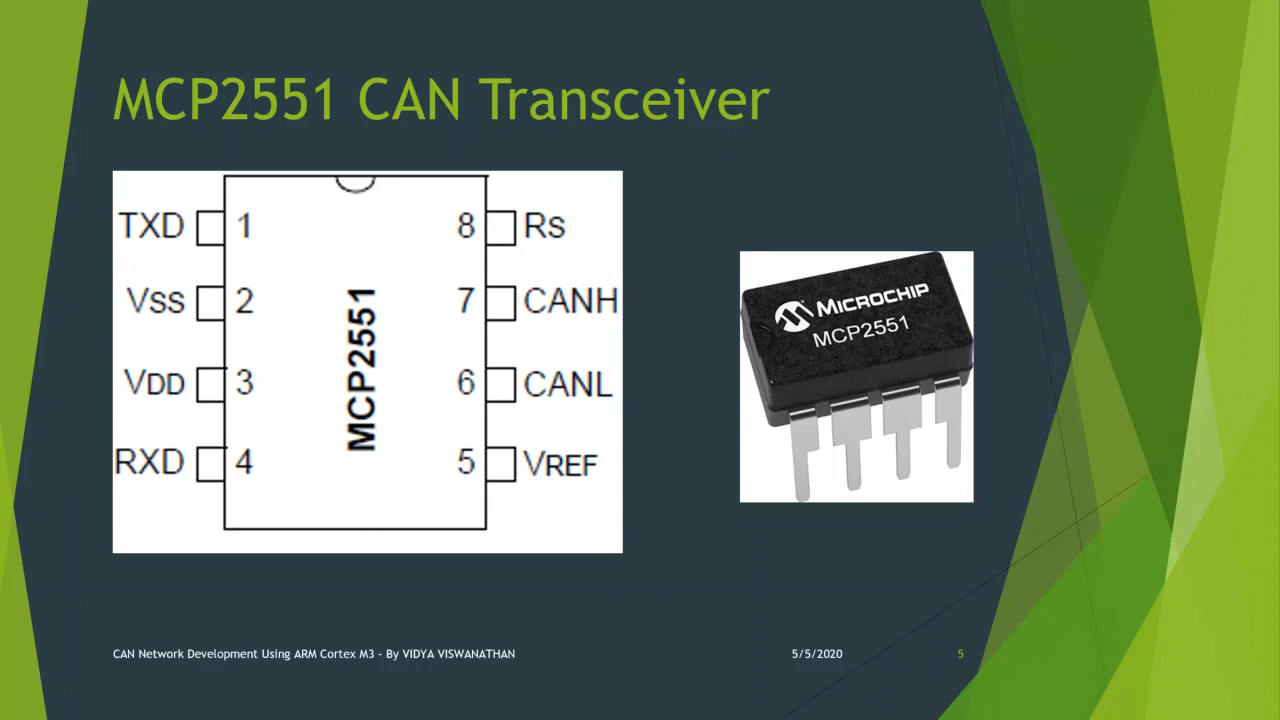 MCP2551 CAN Transceiver
TXD 1 8 Rs
VSS 2 7 CANH
VDD 3 6 CANL
RXD 4 5 VREF
MCP2551
MICROCHIP
MCP2551
CAN Network Development Using ARM Cortex M3 - By VIDYA VISWANATHAN
5/5/2020
5